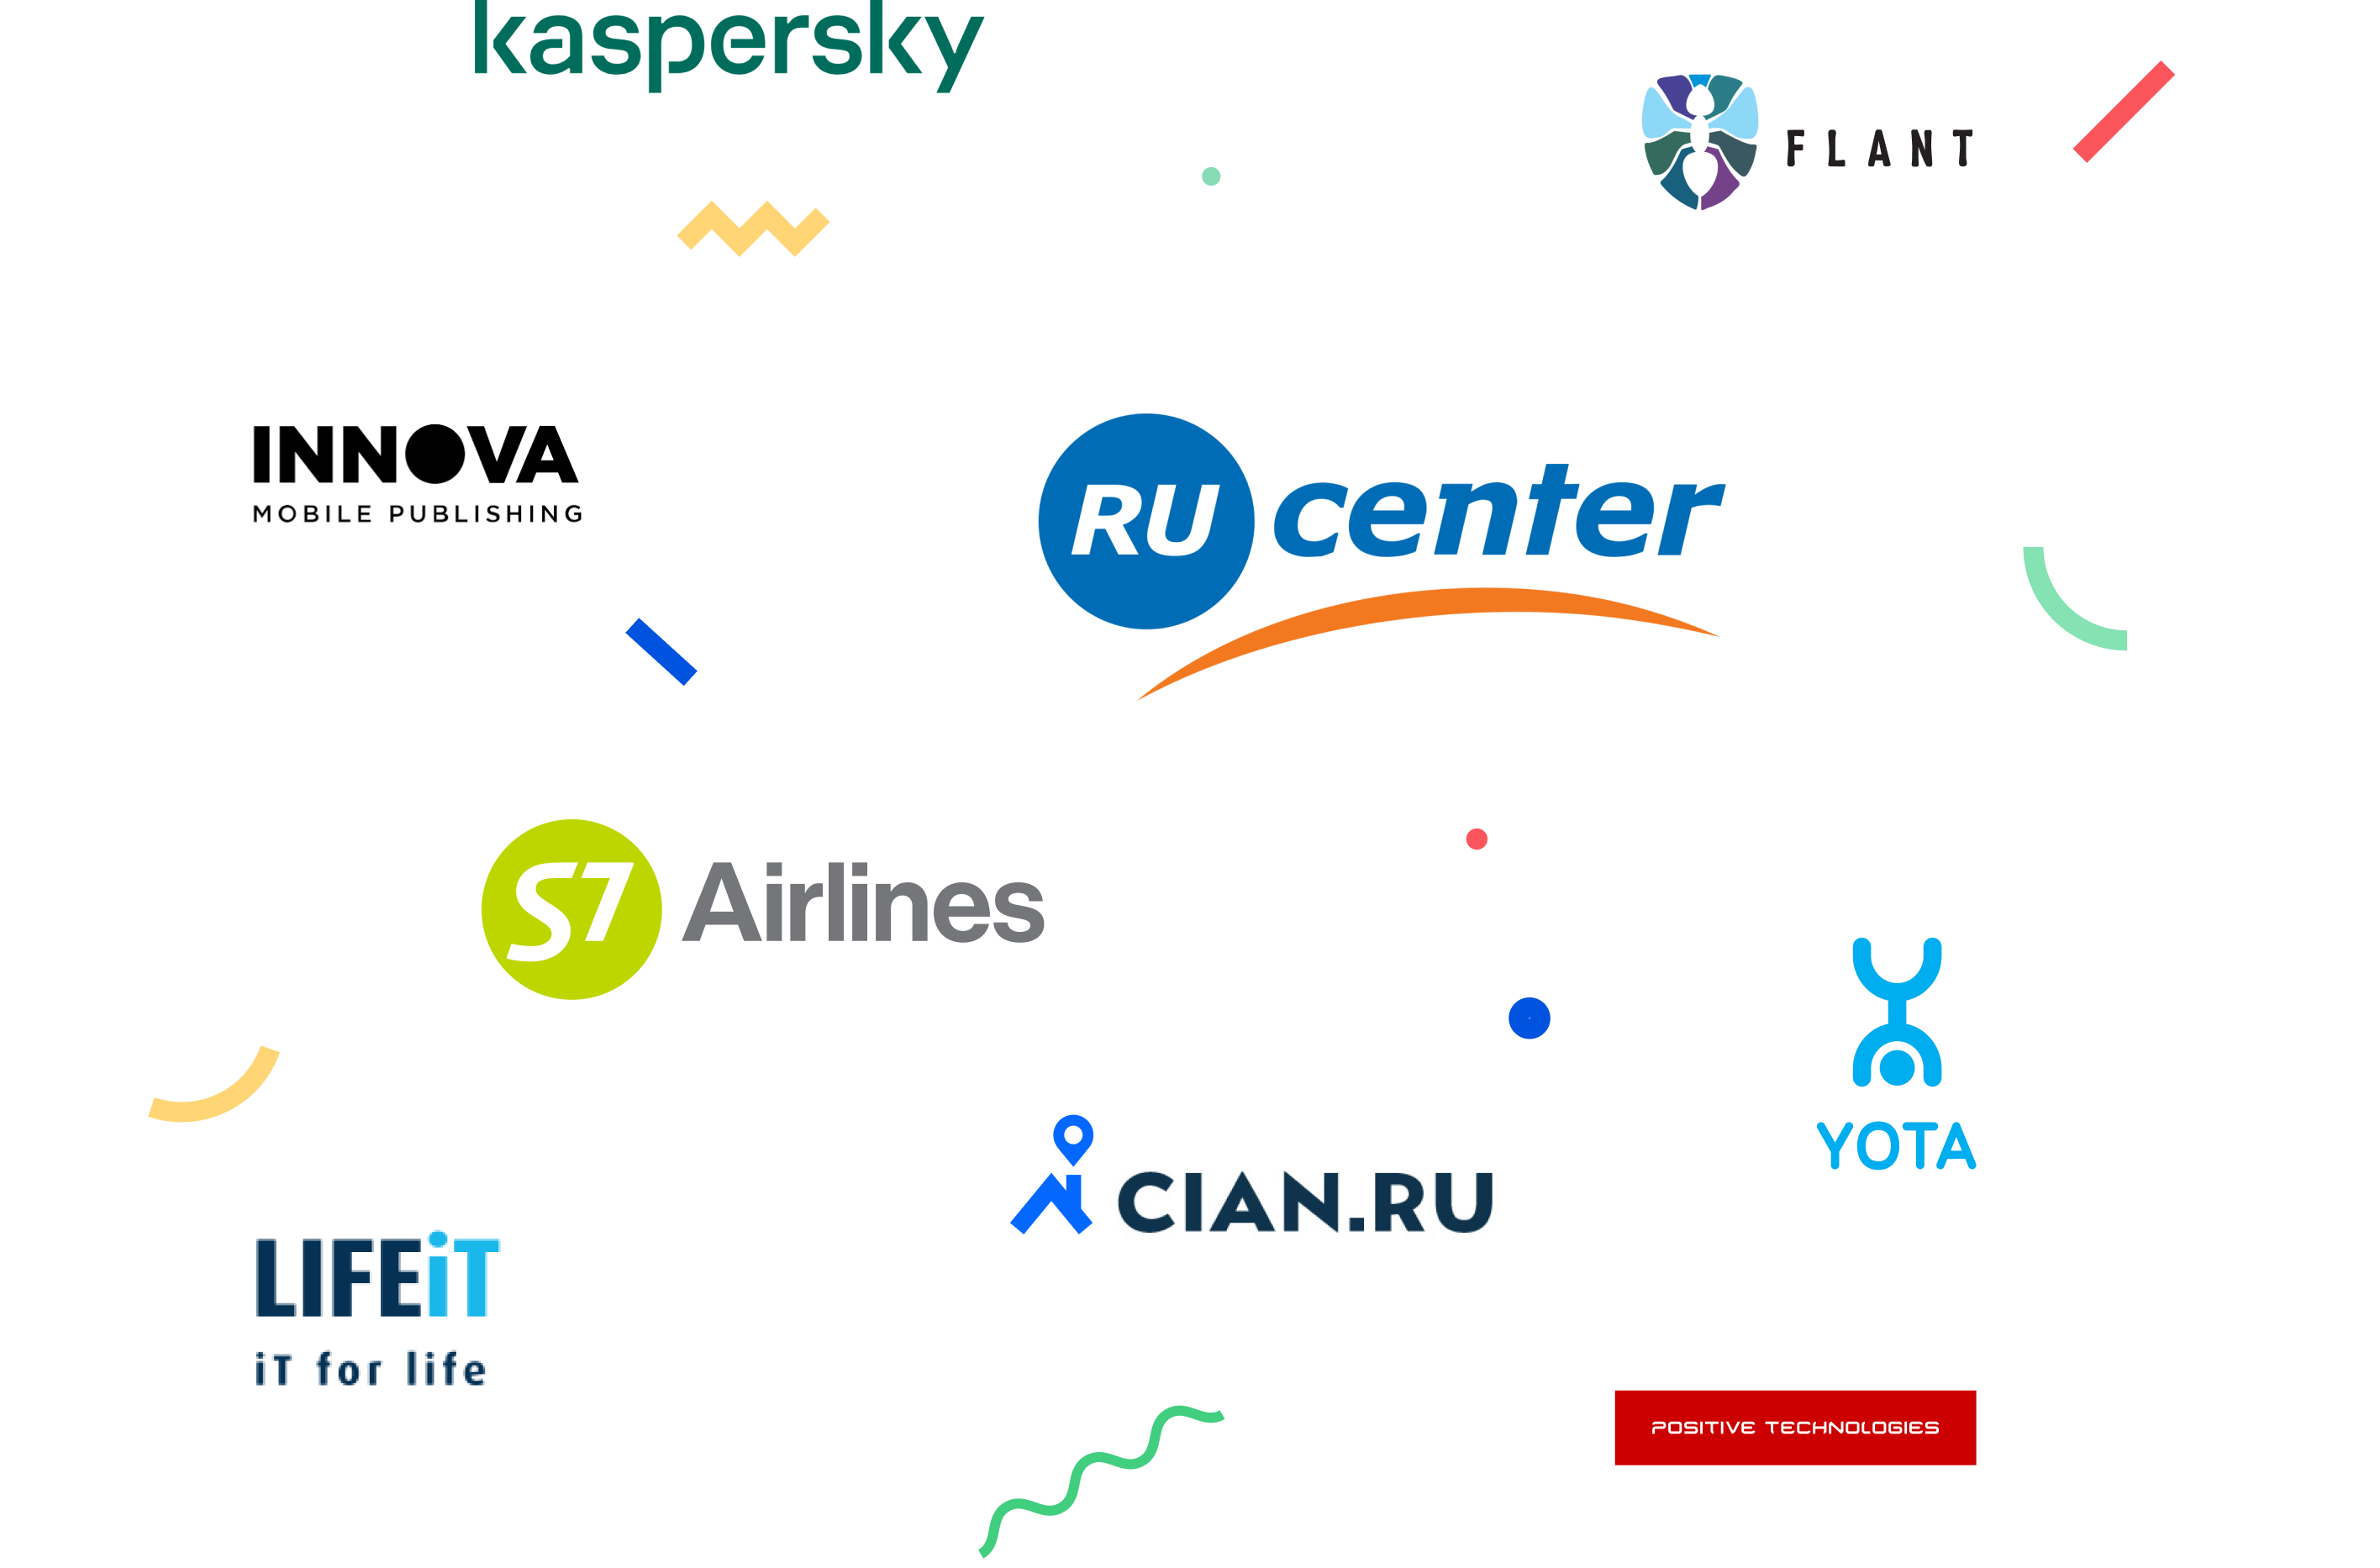 kaspersky
FLANT
INNOVA
MOBILE PUBLISHING
RU center
S7 Airlines
YOTA
CIAN.RU
LIFEiT
iT for life
POSITIVE TECHNOLOGIES